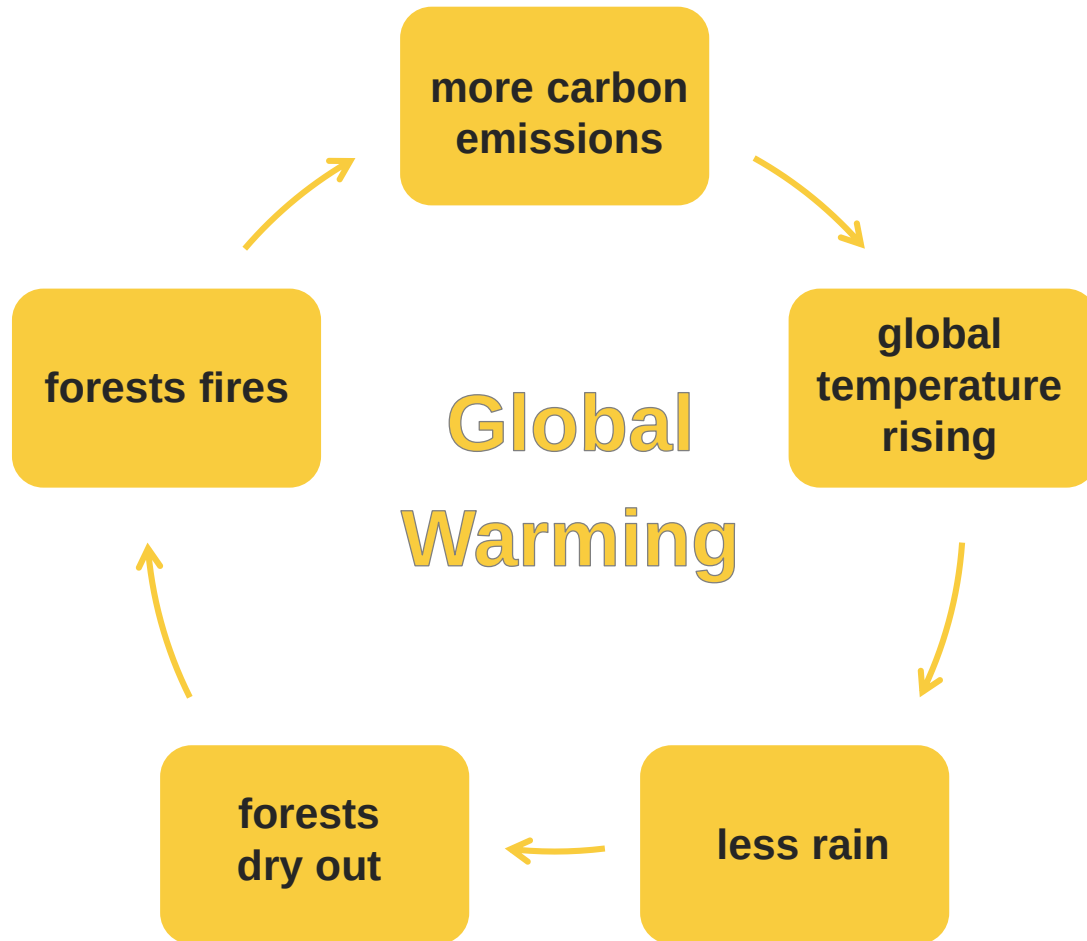 more carbon
emissions
global
temperature
rising
less rain
forests
dry out
forests fires
Global
Warming